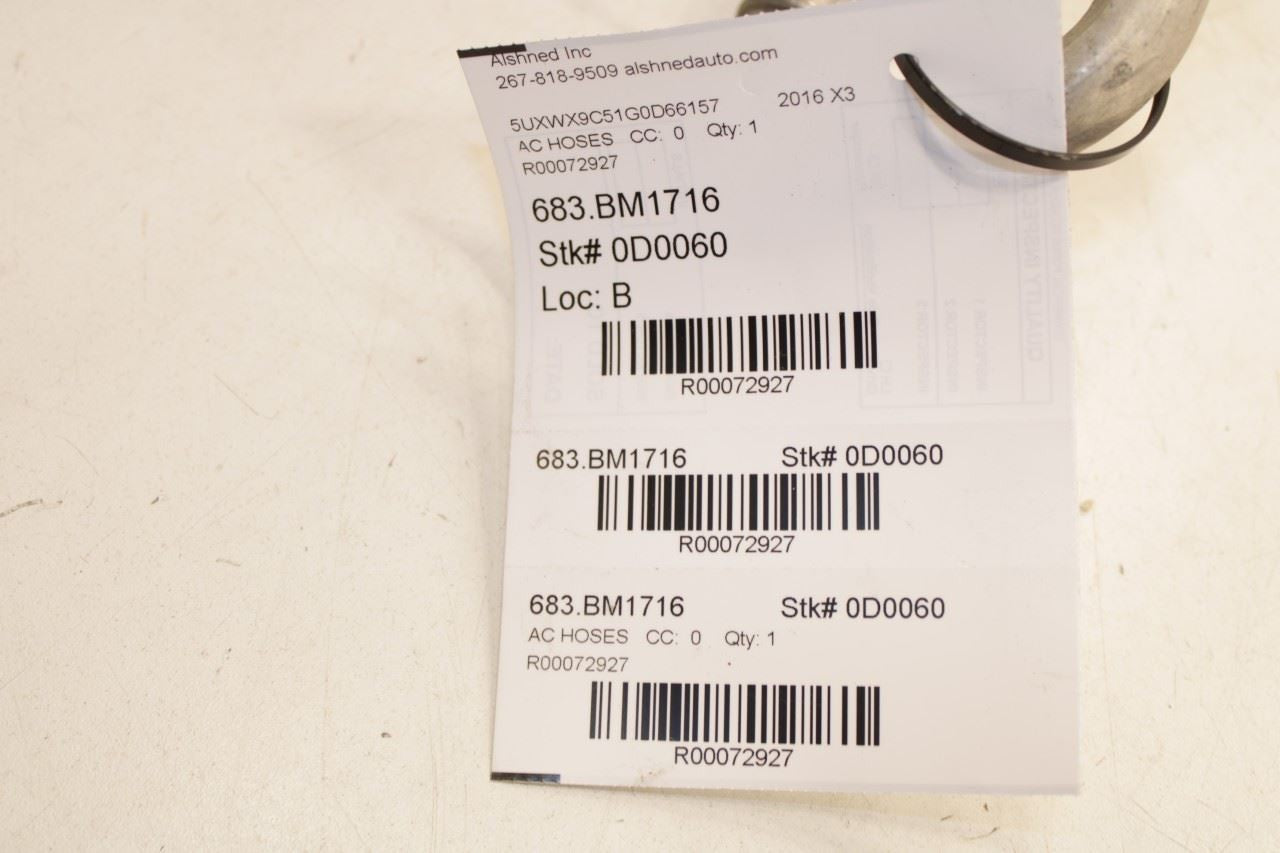 Alshned Inc
267-818-9509 alshnedauto.com
5UXWX9C51G0D66157 2016 X3
AC HOSES CC: 0 Qty: 1
R00072927
683.BM1716
Stk# 0D0060
Loc: B
R00072927
683.BM1716 Stk# 0D0060
R00072927
683.BM1716 Stk# 0D0060
AC HOSES CC: 0 Qty: 1
R00072927
R00072927